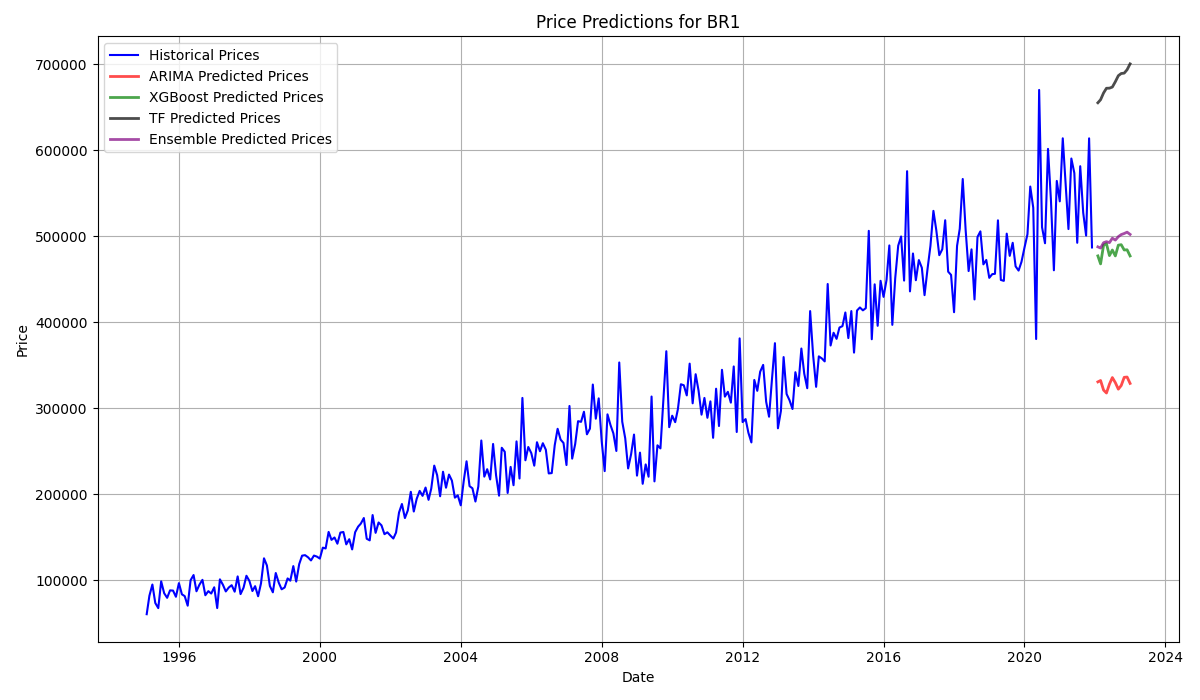 Price Predictions for BR1
Historical Prices
ARIMA Predicted Prices
XGBoost Predicted Prices
TF Predicted Prices
Ensemble Predicted Prices
700000
600000
500000
400000
300000
200000
100000
Price
1996 2000 2004 2008 2012 2016 2020 2024
Date